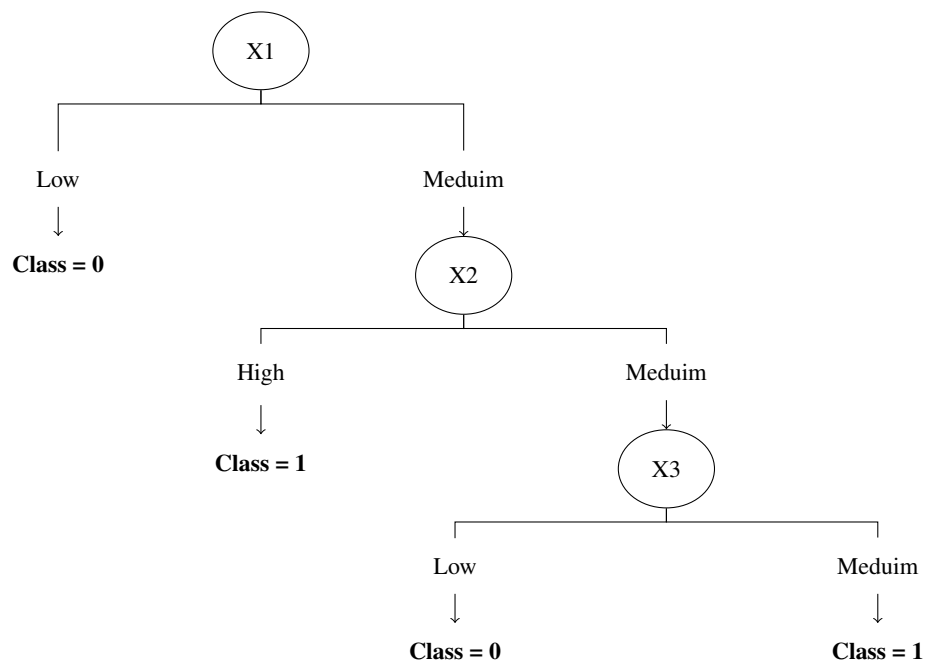 X1
Low
Meduim
Class = 0
X2
High
Meduim
Class = 1
X3
Low
Meduim
Class = 0
Class = 1